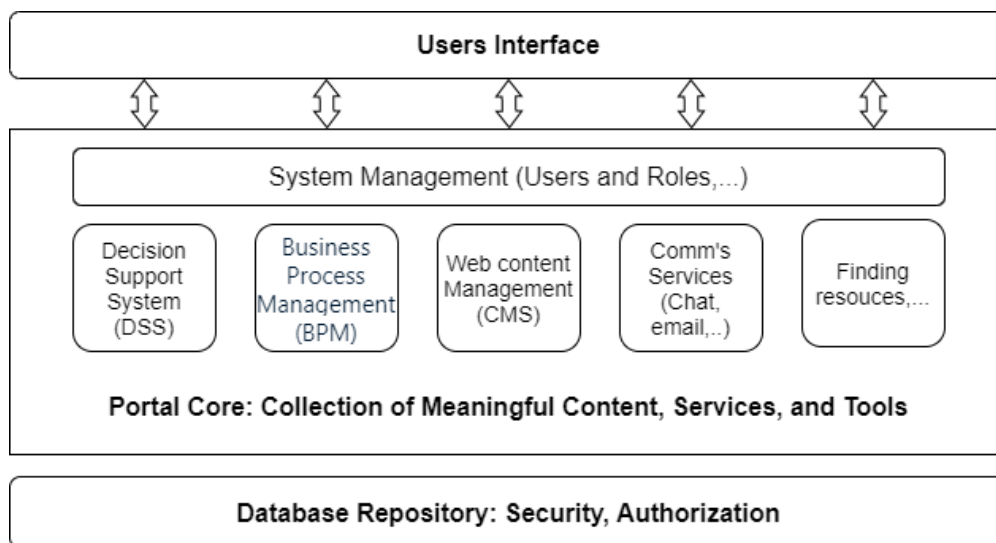 Users Interface
System Management (Users and Roles,...)
Decision
Support
System
(DSS)
Business
Process
Management
(BPM)
Web content
Management
(CMS)
Comm's
Services
(Chat,
email,..)
Finding
resouces,...
Portal Core: Collection of Meaningful Content, Services, and Tools
Database Repository: Security, Authorization